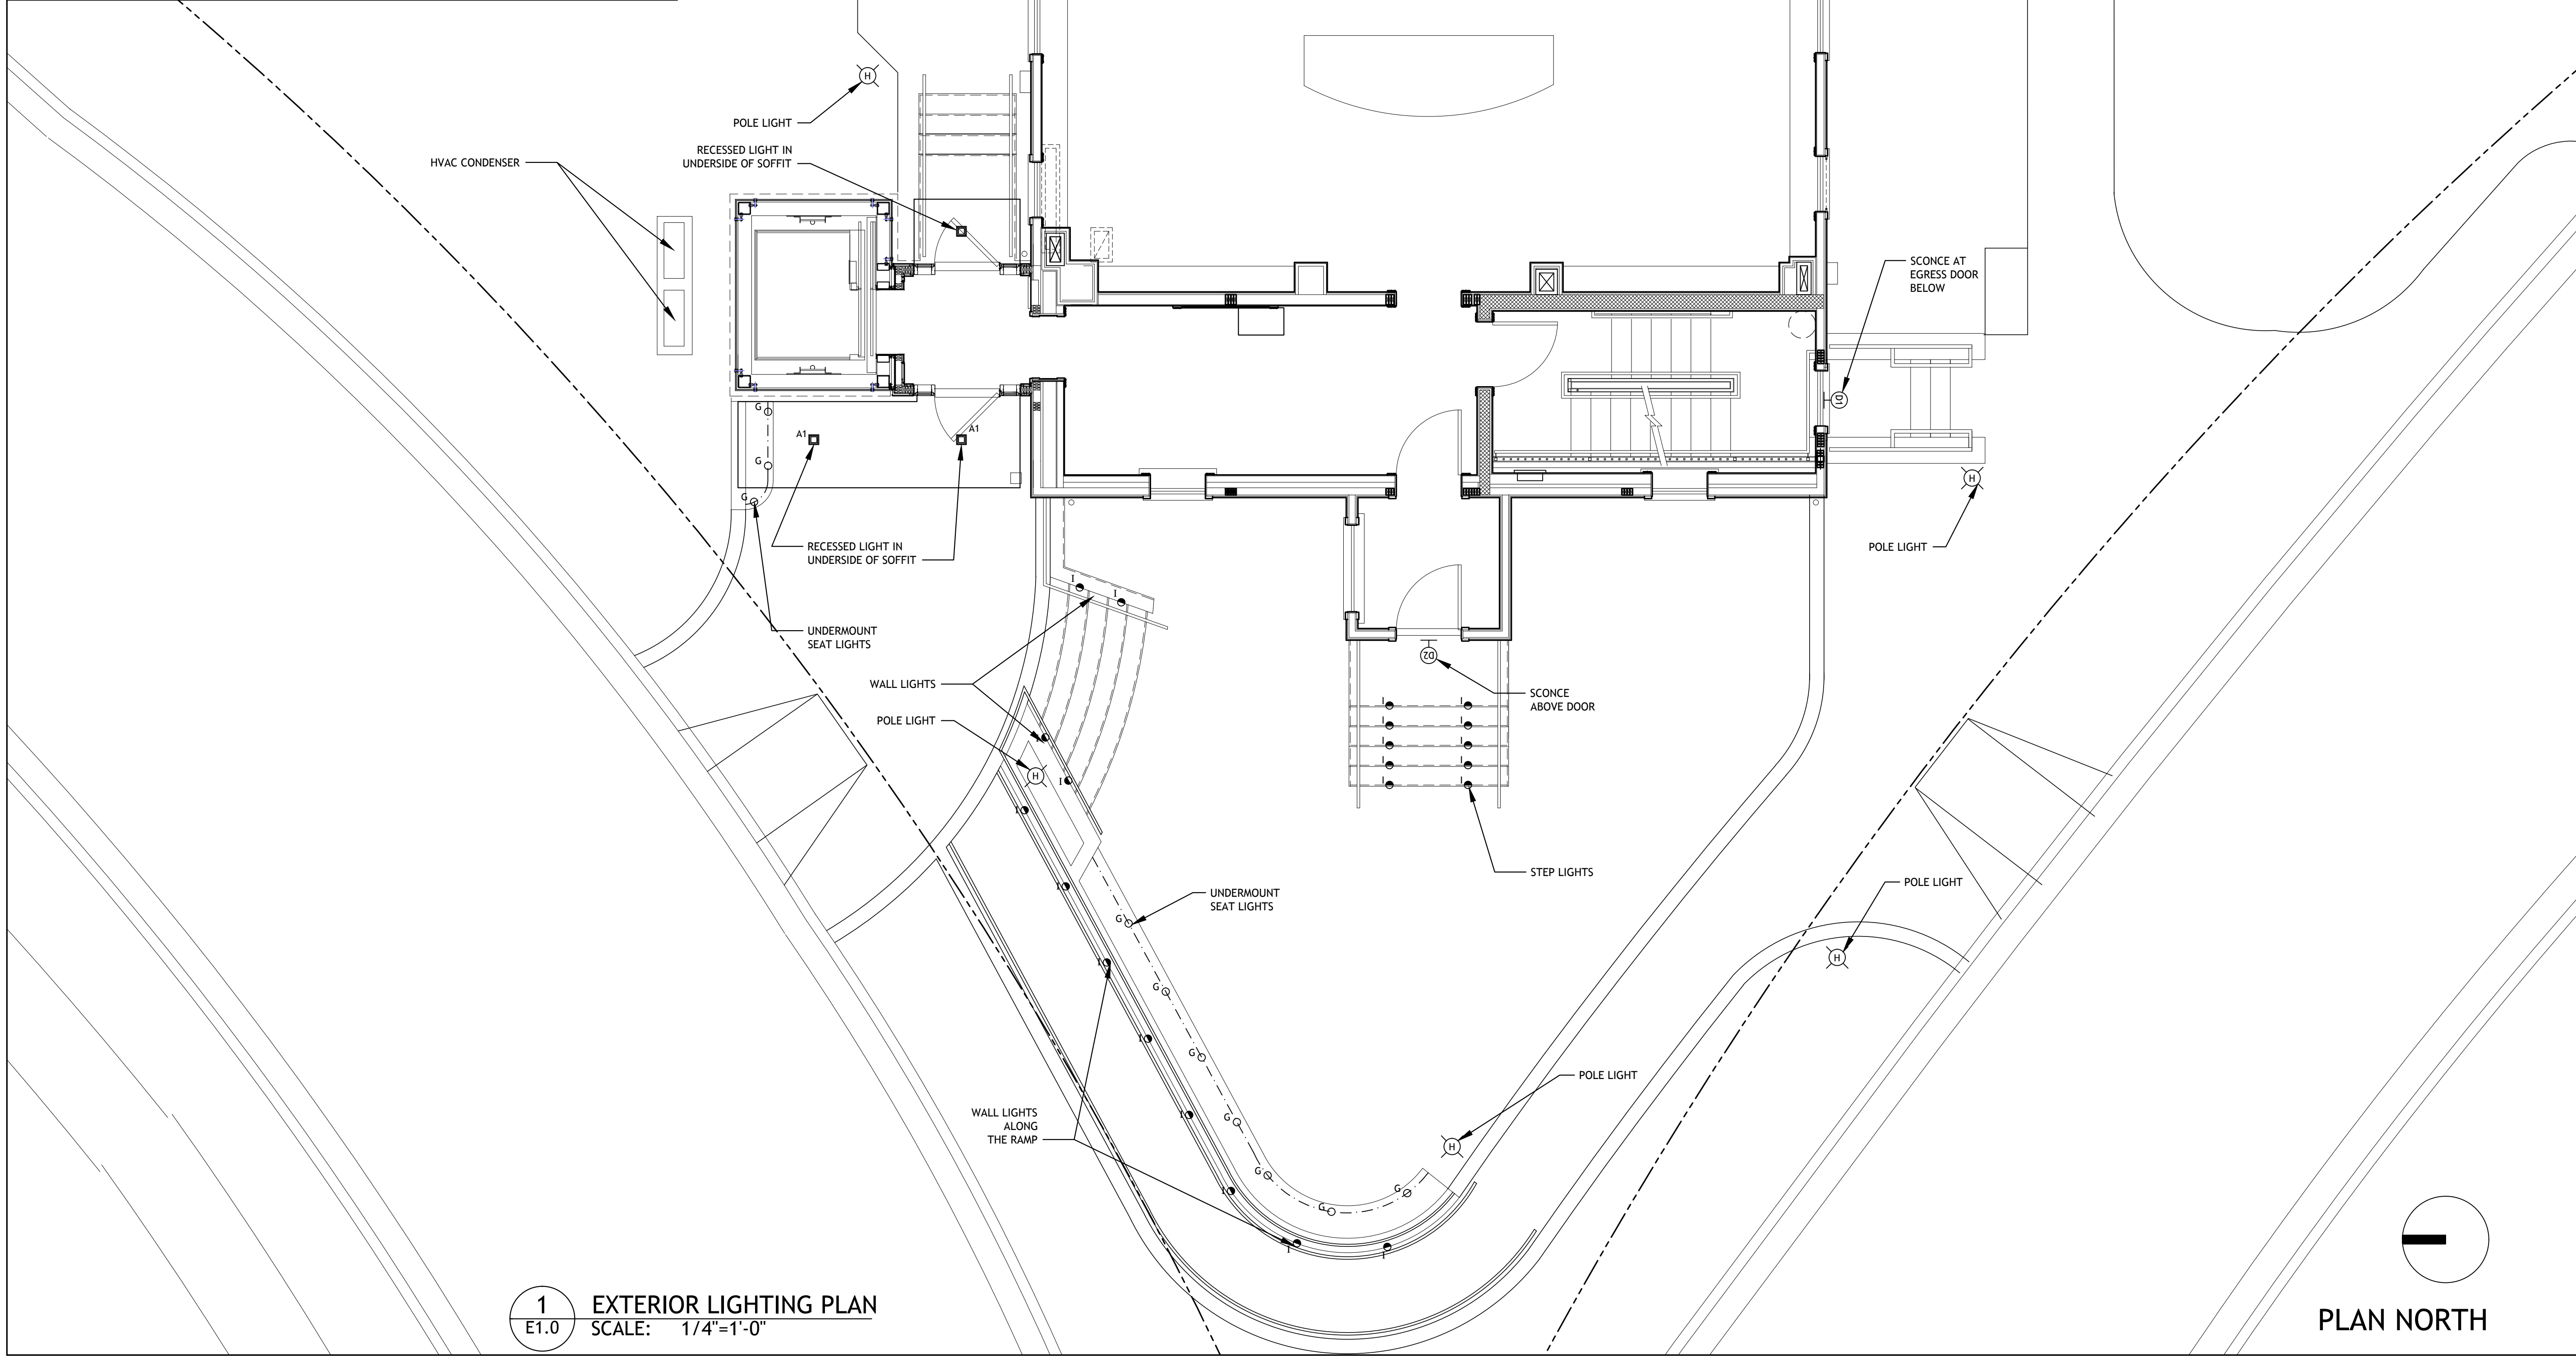 H
POLE LIGHT
RECESSED LIGHT IN
UNDERSIDE OF SOFFIT
HVAC CONDENSER
SCONCE AT
EGRESS DOOR
BELOW
D1
G
A1
A1
G
G
H
POLE LIGHT
RECESSED LIGHT IN
UNDERSIDE OF SOFFIT
I
I
UNDERMOUNT
SEAT LIGHTS
D2
WALL LIGHTS
SCONCE
ABOVE DOOR
POLE LIGHT
I
I
I
I
I
I
I
I
I
I
I
H
I
I
STEP LIGHTS
I
POLE LIGHT
UNDERMOUNT
SEAT LIGHTS
G
H
I
G
I
G
POLE LIGHT
WALL LIGHTS
ALONG
THE RAMP
I
G
H
G
I
G
G
I
I
1
E1.0
EXTERIOR LIGHTING PLAN
SCALE: 1/4"=1'-0"
PLAN NORTH